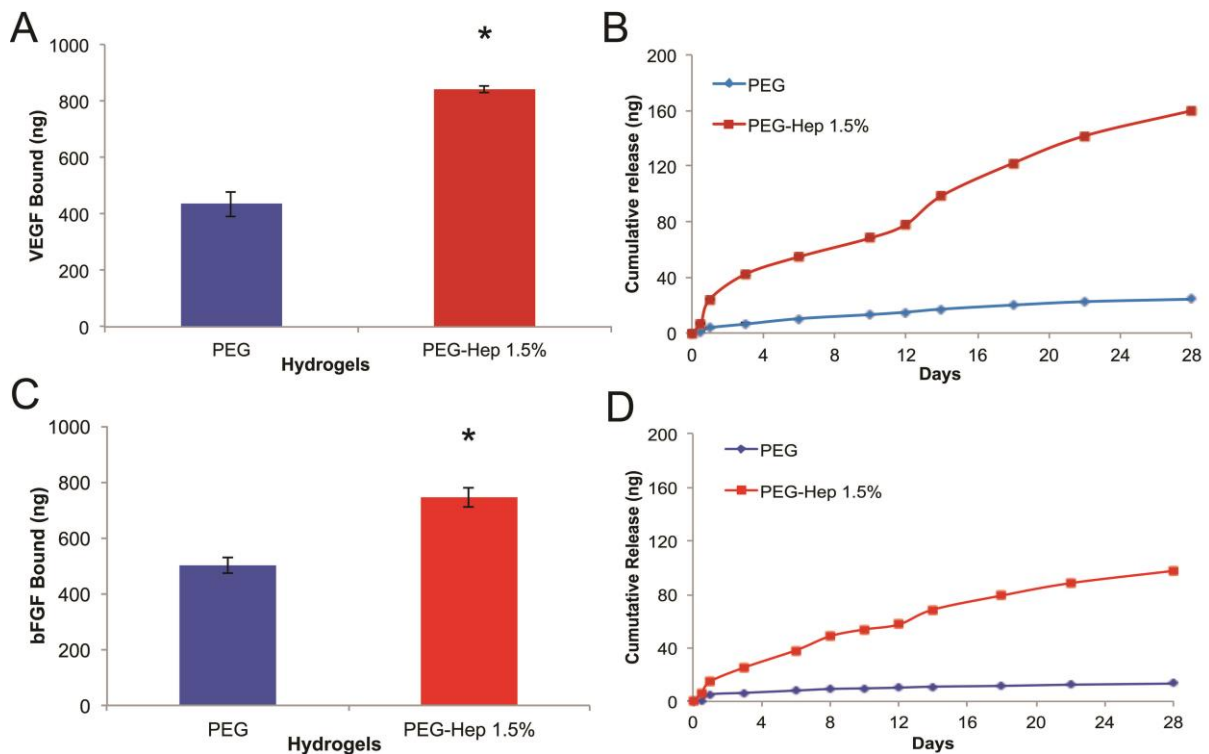 A
VEGF Bound (ng)
1000
800
600
400
200
0
*
PEG
PEG-Hep 1.5%
Hydrogels
B
Cumulative release (ng)
200
160
120
80
40
0
PEG
PEG-Hep 1.5%
0 4 8 12 16 20 24 28
Days
C
bFGF Bound (ng)
1000
800
600
400
200
0
*
PEG
PEG-Hep 1.5%
Hydrogels
D
Cumutative Release (ng)
200
160
120
80
40
0
PEG
PEG-Hep 1.5%
0 4 8 12 16 20 24 28
Days